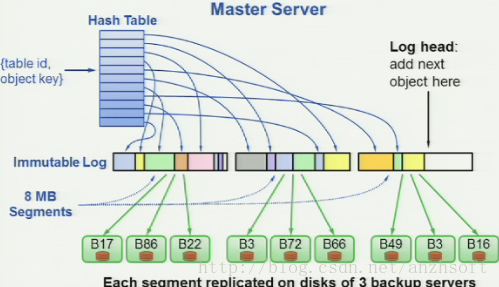 Master Server
Hash Table
{table id,
object key}
Log head:
add next
object here
Immutable Log
8 MB
Segments
B17 B86 B22 B3 B72 B66 B49 B3 B16
http://blog.csdn.net/anzhsoft
Each segment replicated on disks of 3 backup servers